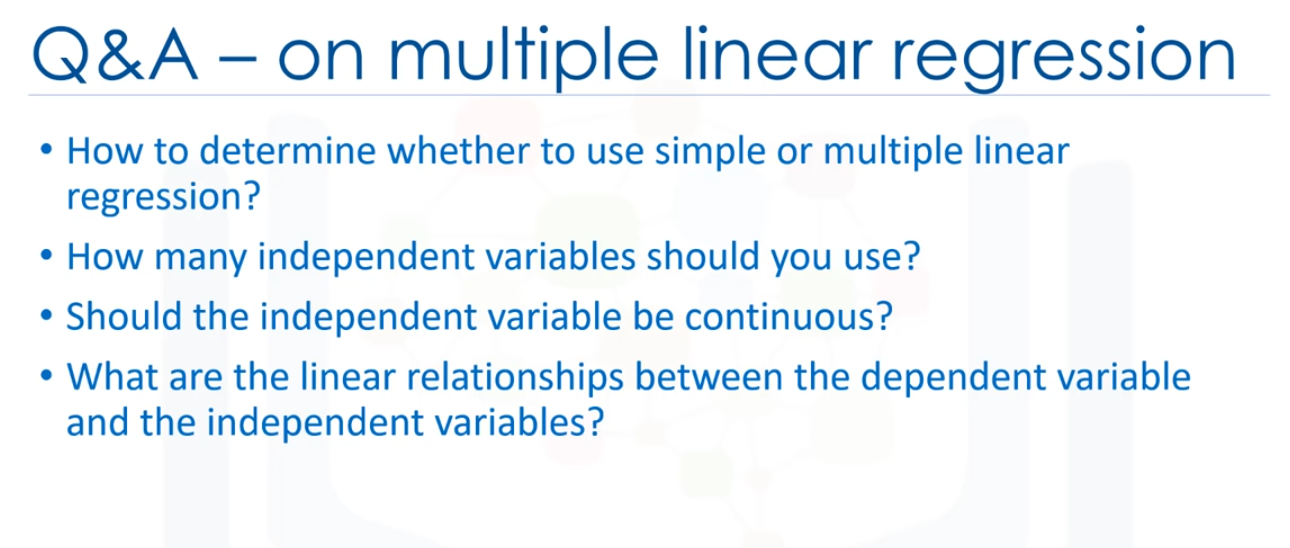 Q&A – on multiple linear regression
• How to determine whether to use simple or multiple linear
regression?
• How many independent variables should you use?
• Should the independent variable be continuous?
• What are the linear relationships between the dependent variable
and the independent variables?